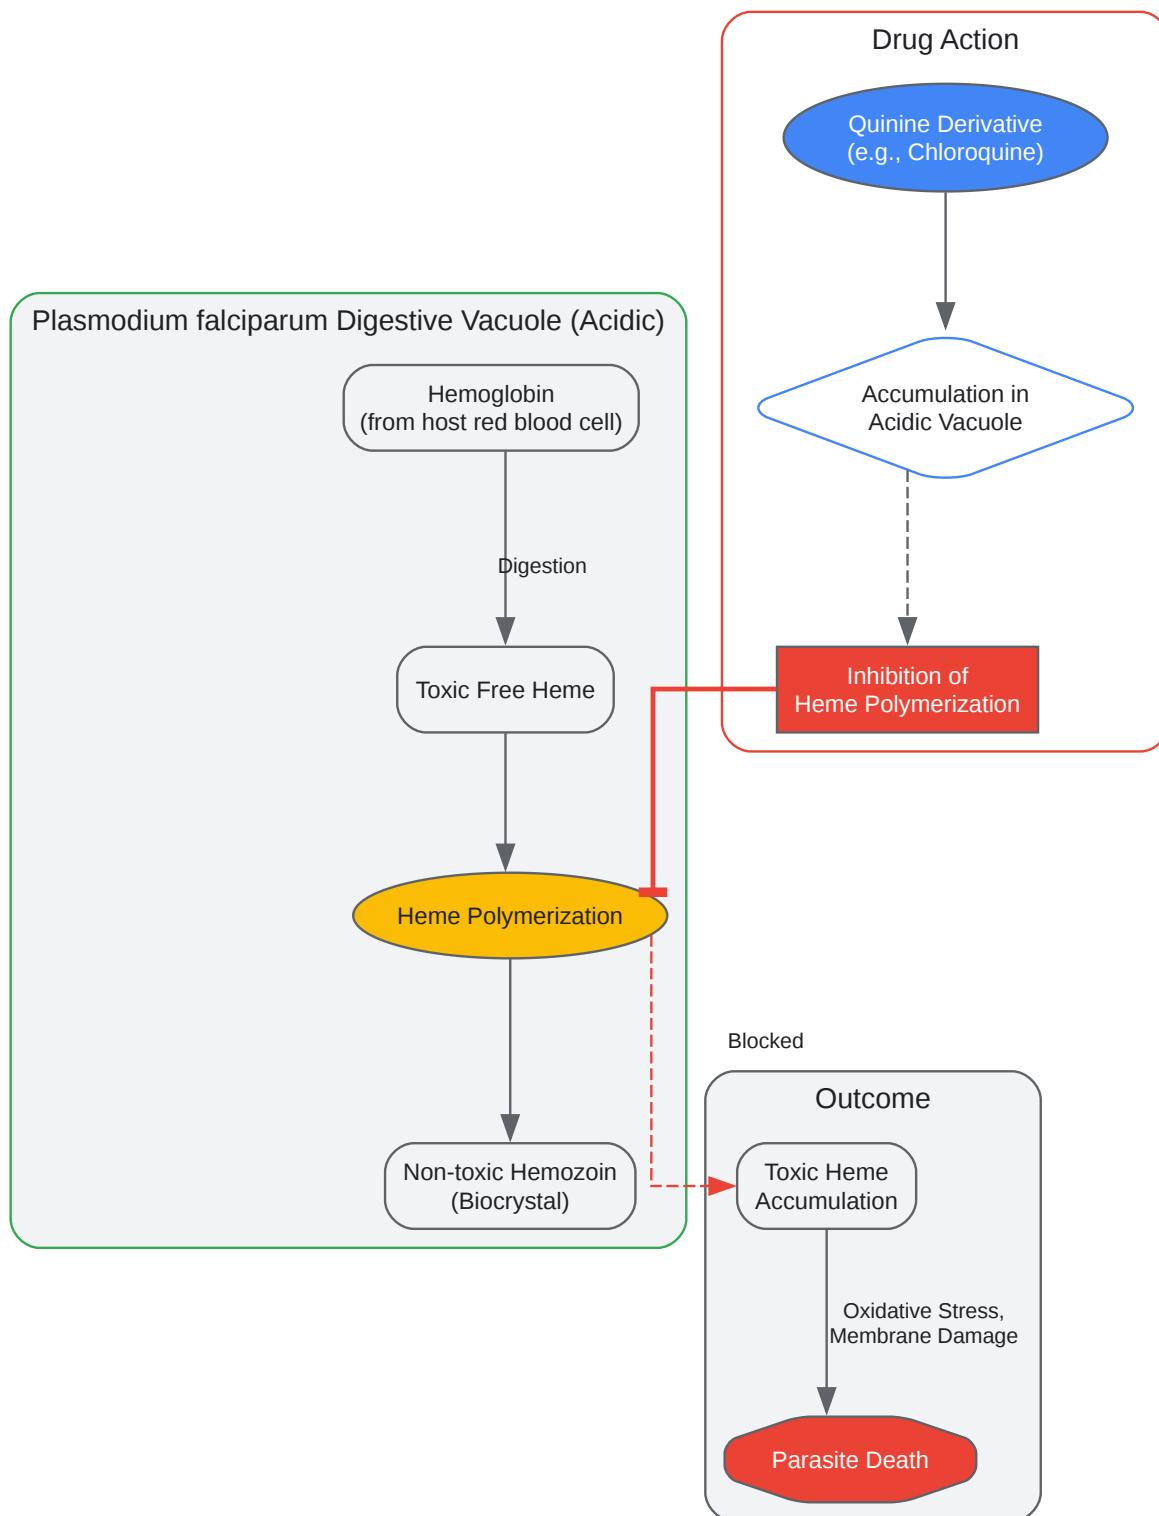 Drug Action
Quinine Derivative
(e.g., Chloroquine)
Accumulation in
Acidic Vacuole
Inhibition of
Heme Polymerization
Plasmodium falciparum Digestive Vacuole (Acidic)
Hemoglobin
(from host red blood cell)
Digestion
Toxic Free Heme
Heme Polymerization
Non-toxic Hemozoin
(Biocrystal)
Blocked
Outcome
Toxic Heme
Accumulation
Oxidative Stress,
Membrane Damage
Parasite Death